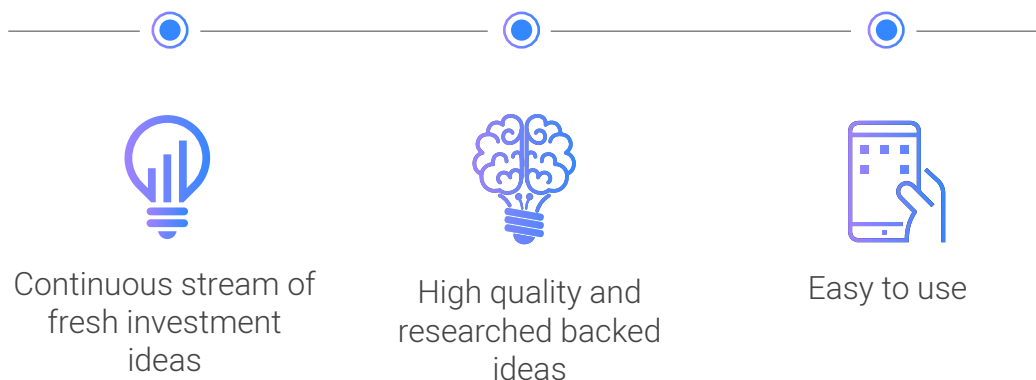 Continuous stream of
fresh investment
ideas
High quality and
researched backed
ideas
Easy to use